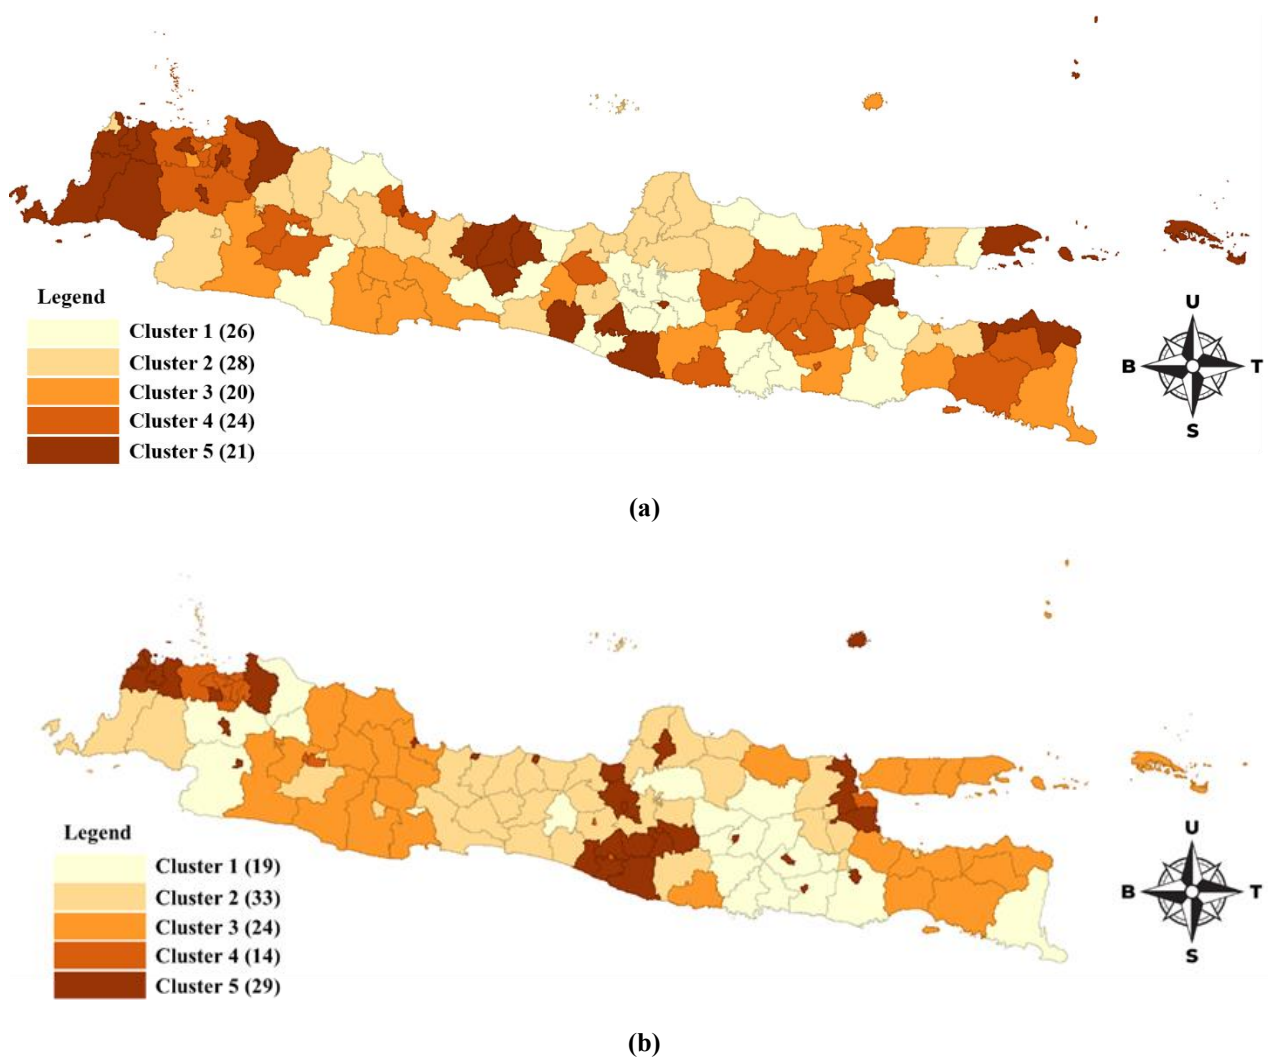 U
B
T
S
Legend
Cluster 1 (26)
Cluster 2 (28)
Cluster 3 (20)
Cluster 4 (24)
Cluster 5 (21)
(a)
U
B
T
S
Legend
Cluster 1 (19)
Cluster 2 (33)
Cluster 3 (24)
Cluster 4 (14)
Cluster 5 (29)
(b)